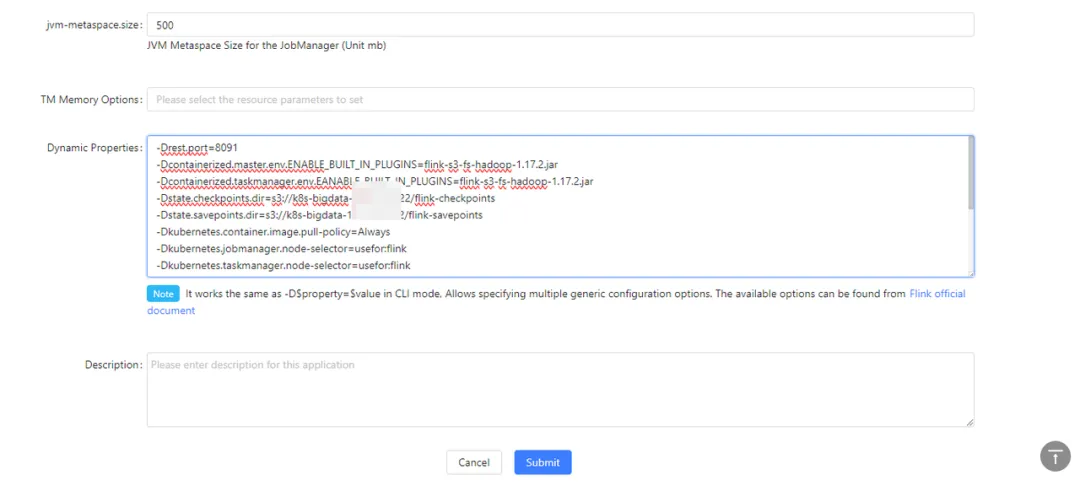 jvm-metaspace.size:
500
JVM Metaspace Size for the JobManager (Unit mb)
TM Memory Options:
Please select the resource parameters to set
Dynamic Properties:
-Drest.port=8091
-Dcontainerized.master.env.ENABLE_BUILT_IN_PLUGINS=flink-s3-fs-hadoop-1.17.2.jar
-Dcontainerized.taskmanager.env.EANABLE_BUILT_IN_PLUGINS=flink-s3-fs-hadoop-1.17.2.jar
-Dstate.checkpoints.dir=s3://k8s-bigdata- 22/flink-checkpoints
-Dstate.savepoints.dir=s3://k8s-bigdata-1 2/flink-savepoints
-Dkubernetes.container.image.pull-policy=Always
-Dkubernetes.jobmanager.node-selector=usefor:flink
-Dkubernetes.taskmanager.node-selector=usefor:flink
Note It works the same as -D$property=$value in CLI mode, Allows specifying multiple generic configuration options. The available options can be found from Flink official
document
Description:
Please enter description for this application
Cancel
Submit